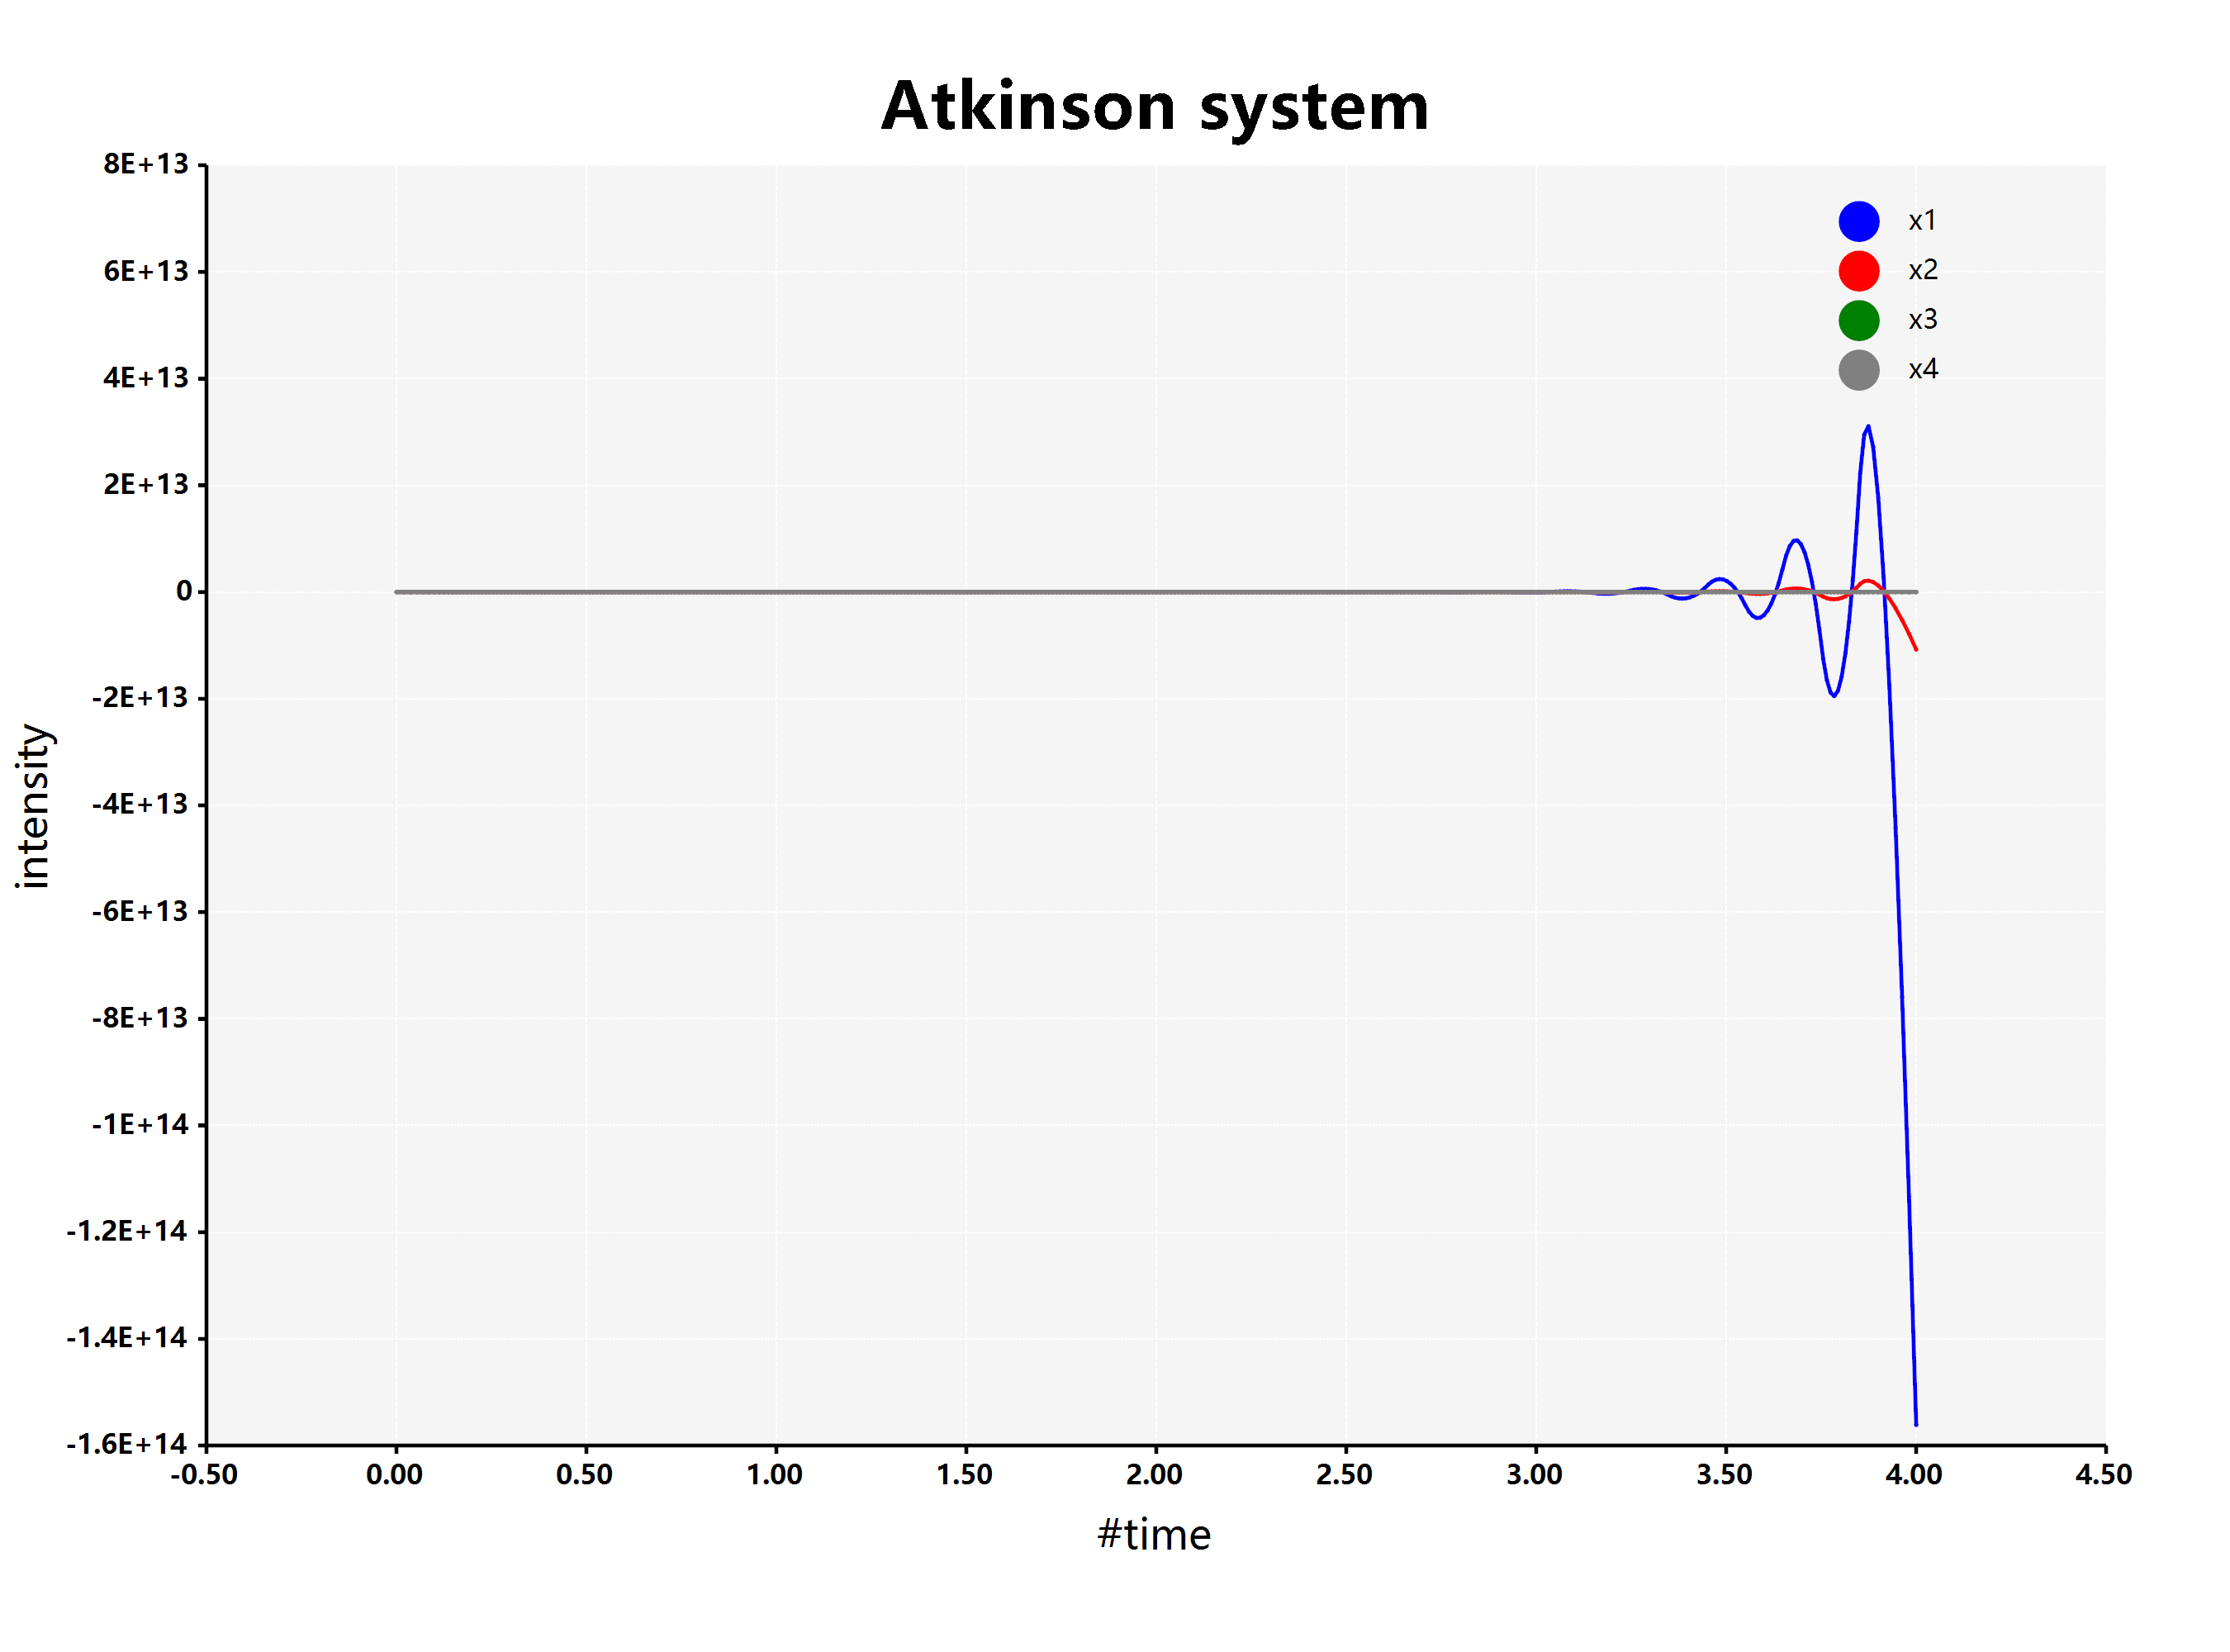 Atkinson system
8E+13
6E+13
4E+13
2E+13
0
-2E+13
-4E+13
-6E+13
-8E+13
-1E+14
-1.2E+14
-1.4E+14
-1.6E+14
intensity
x1
x2
x3
x4
-0.50 0.00 0.50 1.00 1.50 2.00 2.50 3.00 3.50 4.00 4.50
#time